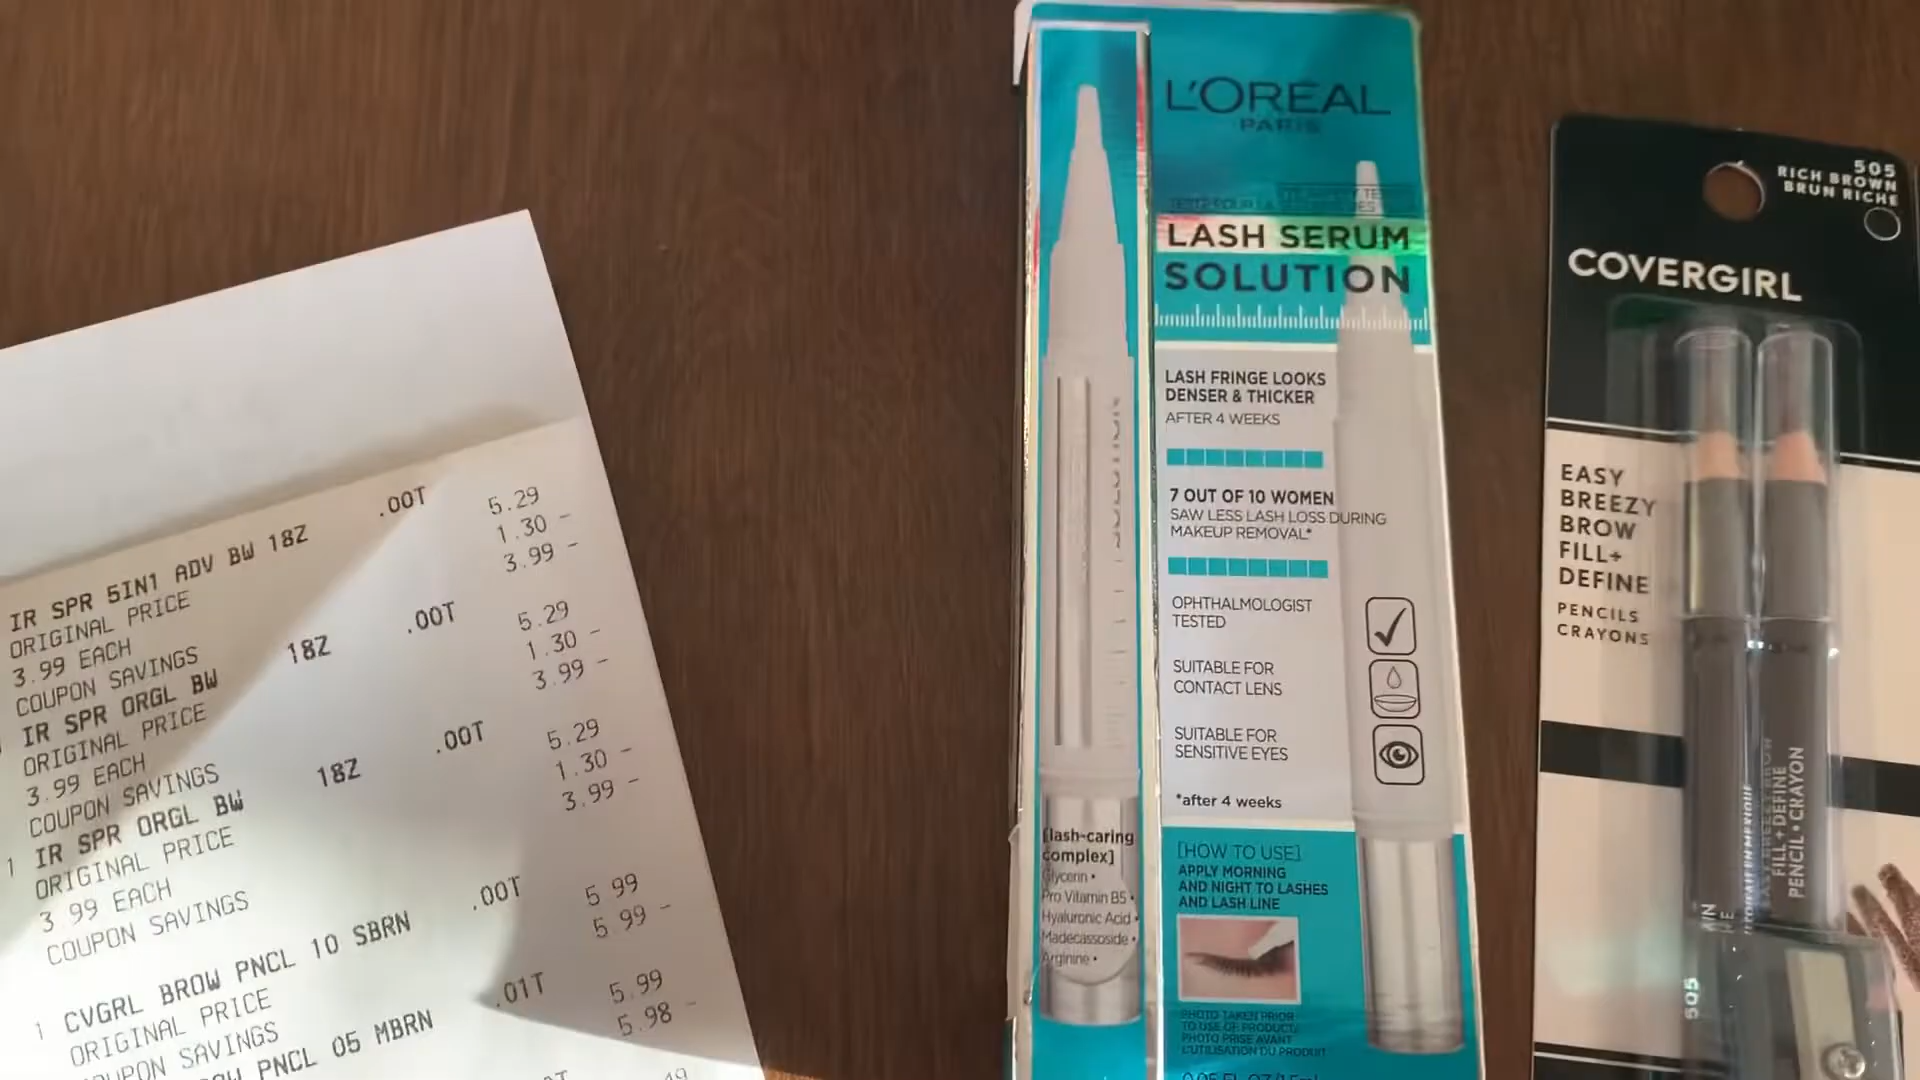 IR SPR 5IN1 ADV BW 18Z .00T
ORIGINAL PRICE 5.29
3.99 EACH 1.30 -
COUPON SAVINGS 3.99 -
IR SPR ORGL BW 18Z .00T
ORIGINAL PRICE 5.29
3.99 EACH 1.30 -
COUPON SAVINGS 3.99 -
1 IR SPR ORGL BW 18Z .00T
ORIGINAL PRICE 5.29
3.99 EACH 1.30 -
COUPON SAVINGS 3.99 -
1 CVGRL BROW PNCL 10 SBRN .00T
ORIGINAL PRICE 5.99
COUPON SAVINGS 5.99 -
PNCL 05 MBRN .01T
5.99
5.98 -
L'ORÉAL
PARIS
LASH SERUM
SOLUTION
LASH FRINGE LOOKS
DENSER & THICKER
AFTER 4 WEEKS
7 OUT OF 10 WOMEN
SAW LESS LASH LOSS DURING
MAKEUP REMOVAL*
OPHTHALMOLOGIST
TESTED
SUITABLE FOR
CONTACT LENS
SUITABLE FOR
SENSITIVE EYES
*after 4 weeks
[HOW TO USE]
APPLY MORNING
AND NIGHT TO LASHES
AND LASH LINE
PHOTO TAKEN PRIOR
TO USE OF PRODUCT/
PHOTO PRISE AVANT
L'UTILISATION DU PRODUIT
[lash-caring
complex]
Glycerin •
Pro Vitamin B5 •
Hyaluronic Acid •
Madecassoside •
Arginine •
505
RICH BROWN
BRUN RICHE
COVERGIRL
EASY
BREEZY
BROW
FILL+
DEFINE
PENCILS
CRAYONS
FILL+DEFINE
PENCIL•CRAYON
505